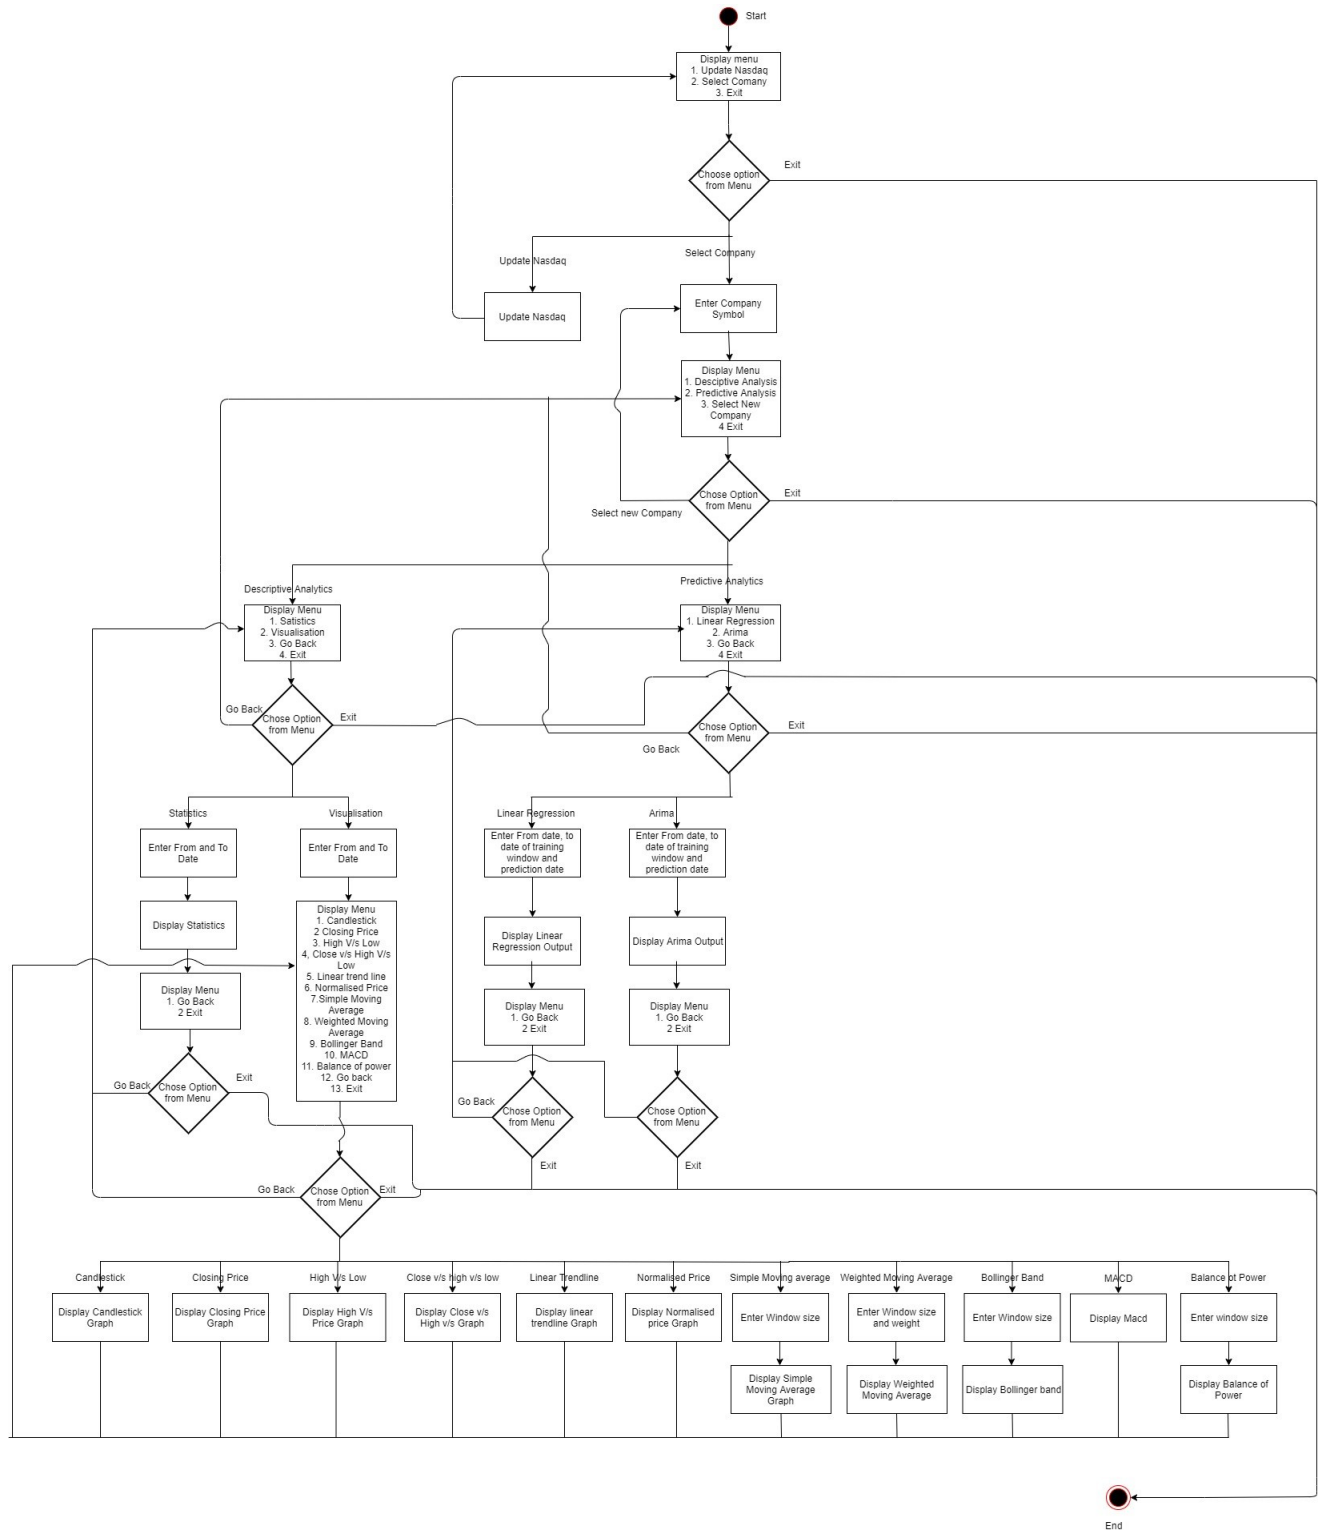 Start
Display menu
1. Update Nasdaq
2. Select Comany
3. Exit
Choose option
from Menu
Exit
Update Nasdaq
Select Company
Update Nasdaq
Enter Company
Symbol
Display Menu
1. Desciptive Analysis
2. Predictive Analysis
3. Select New
Company
4 Exit
Chose Option
from Menu
Exit
Select new Company
Descriptive Analytics
Predictive Analytics
Display Menu
1. Satistics
2. Visualisation
3. Go Back
4. Exit
Display Menu
1. Linear Regression
2. Arima
3. Go Back
4 Exit
Go Back
Chose Option
from Menu
Exit
Chose Option
from Menu
Exit
Go Back
Statistics
Visualisation
Linear Regression
Arima
Enter From and To
Date
Enter From and To
Date
Enter From date, to
date of training
window and
prediction date
Enter From date, to
date of training
window and
prediction date
Display Statistics
Display Menu
1. Candlestick
2 Closing Price
3. High V/s Low
4, Close v/s High V/s
Low
5. Linear trend line
6. Normalised Price
7.Simple Moving
Average
8. Weighted Moving
Average
9. Bollinger Band
10. MACD
11. Balance of power
12. Go back
13. Exit
Display Linear
Regression Output
Display Arima Output
Display Menu
1. Go Back
2 Exit
Display Menu
1. Go Back
2 Exit
Display Menu
1. Go Back
2 Exit
Go Back
Chose Option
from Menu
Exit
Go Back
Chose Option
from Menu
Chose Option
from Menu
Exit
Exit
Go Back
Chose Option
from Menu
Exit
Candlestick
Closing Price
High V/s Low
Close v/s high v/s low
Linear Trendline
Normalised Price
Simple Moving average
Weighted Moving Average
Bollinger Band
MACD
Balance of Power
Display Candlestick
Graph
Display Closing Price
Graph
Display High V/s
Price Graph
Display Close v/s
High v/s Graph
Display linear
trendline Graph
Display Normalised
price Graph
Enter Window size
Enter Window size
and weight
Enter Window size
Display Macd
Enter window size
Display Simple
Moving Average
Graph
Display Weighted
Moving Average
Display Bollinger band
Display Balance of
Power
End